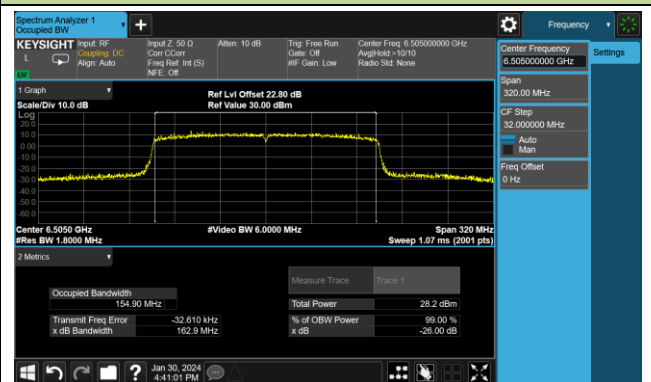 Spectrum Analyzer 1
Occupied BW
Frequency
KEYSIGHT
L
Input: RF
Coupling: DC
Align: Auto
Input Z: 50 Ω
Corr CCorr
Freq Ref: Int (S)
NFE: Off
Atten: 10 dB
Trig: Free Run
Gate: Off
#IF Gain: Low
Center Freq: 6.505000000 GHz
Avg|Hold:>10/10
Radio Std: None
Center Frequency
6.505000000 GHz
Settings
Span
320.00 MHz
CF Step
32.000000 MHz
Auto
Man
Freq Offset
0 Hz
1 Graph
Scale/Div 10.0 dB
Ref Lvl Offset 22.80 dB
Ref Value 30.00 dBm
Log
20.0
10.0
0.00
-10.0
-20.0
-30.0
-40.0
-50.0
-60.0
Center 6.5050 GHz
#Res BW 1.8000 MHz
#Video BW 6.0000 MHz
Span 320 MHz
Sweep 1.07 ms (2001 pts)
2 Metrics
Measure Trace
Trace 1
Occupied Bandwidth
154.90 MHz
Total Power
28.2 dBm
Transmit Freq Error
-32.610 kHz
% of OBW Power
99.00 %
x dB Bandwidth
162.9 MHz
x dB
-26.00 dB
?
Jan 30, 2024
4:41:01 PM